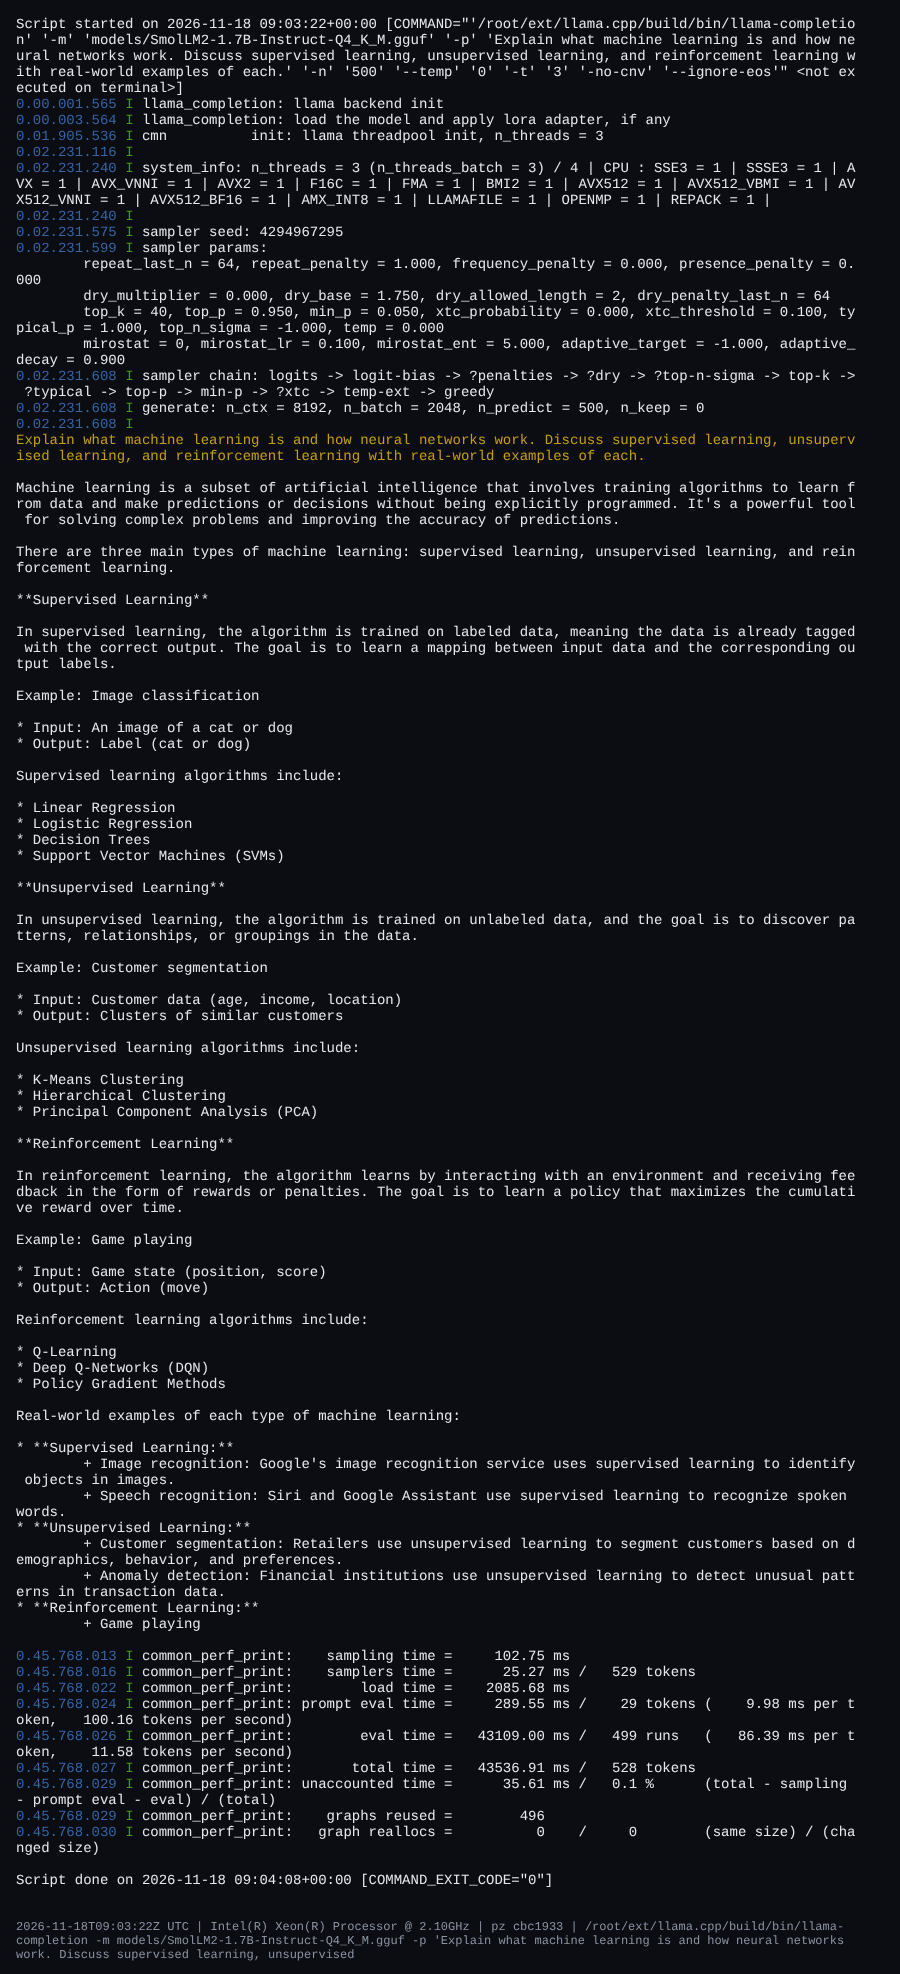 Script started on 2026-11-18 09:03:22+00:00 [COMMAND="'/root/ext/llama.cpp/build/bin/llama-completio
n' '-m' 'models/SmolLM2-1.7B-Instruct-Q4_K_M.gguf' '-p' 'Explain what machine learning is and how ne
ural networks work. Discuss supervised learning, unsupervised learning, and reinforcement learning w
ith real-world examples of each.' '-n' '500' '--temp' '0' '-t' '3' '-no-cnv' '--ignore-eos'" <not ex
ecuted on terminal>]
0.00.001.565 I llama_completion: llama backend init
0.00.003.564 I llama_completion: load the model and apply lora adapter, if any
0.01.905.536 I cmn          init: llama threadpool init, n_threads = 3
0.02.231.116 I
0.02.231.240 I system_info: n_threads = 3 (n_threads_batch = 3) / 4 | CPU : SSE3 = 1 | SSSE3 = 1 | A
VX = 1 | AVX_VNNI = 1 | AVX2 = 1 | F16C = 1 | FMA = 1 | BMI2 = 1 | AVX512 = 1 | AVX512_VBMI = 1 | AV
X512_VNNI = 1 | AVX512_BF16 = 1 | AMX_INT8 = 1 | LLAMAFILE = 1 | OPENMP = 1 | REPACK = 1 |
0.02.231.240 I
0.02.231.575 I sampler seed: 4294967295
0.02.231.599 I sampler params:
        repeat_last_n = 64, repeat_penalty = 1.000, frequency_penalty = 0.000, presence_penalty = 0.
000
        dry_multiplier = 0.000, dry_base = 1.750, dry_allowed_length = 2, dry_penalty_last_n = 64
        top_k = 40, top_p = 0.950, min_p = 0.050, xtc_probability = 0.000, xtc_threshold = 0.100, ty
pical_p = 1.000, top_n_sigma = -1.000, temp = 0.000
        mirostat = 0, mirostat_lr = 0.100, mirostat_ent = 5.000, adaptive_target = -1.000, adaptive_
decay = 0.900
0.02.231.608 I sampler chain: logits -> logit-bias -> ?penalties -> ?dry -> ?top-n-sigma -> top-k ->
 ?typical -> top-p -> min-p -> ?xtc -> temp-ext -> greedy
0.02.231.608 I generate: n_ctx = 8192, n_batch = 2048, n_predict = 500, n_keep = 0
0.02.231.608 I
Explain what machine learning is and how neural networks work. Discuss supervised learning, unsuperv
ised learning, and reinforcement learning with real-world examples of each.

Machine learning is a subset of artificial intelligence that involves training algorithms to learn f
rom data and make predictions or decisions without being explicitly programmed. It's a powerful tool
 for solving complex problems and improving the accuracy of predictions.

There are three main types of machine learning: supervised learning, unsupervised learning, and rein
forcement learning.

**Supervised Learning**

In supervised learning, the algorithm is trained on labeled data, meaning the data is already tagged
 with the correct output. The goal is to learn a mapping between input data and the corresponding ou
tput labels.

Example: Image classification

* Input: An image of a cat or dog
* Output: Label (cat or dog)

Supervised learning algorithms include:

* Linear Regression
* Logistic Regression
* Decision Trees
* Support Vector Machines (SVMs)

**Unsupervised Learning**

In unsupervised learning, the algorithm is trained on unlabeled data, and the goal is to discover pa
tterns, relationships, or groupings in the data.

Example: Customer segmentation

* Input: Customer data (age, income, location)
* Output: Clusters of similar customers

Unsupervised learning algorithms include:

* K-Means Clustering
* Hierarchical Clustering
* Principal Component Analysis (PCA)

**Reinforcement Learning**

In reinforcement learning, the algorithm learns by interacting with an environment and receiving fee
dback in the form of rewards or penalties. The goal is to learn a policy that maximizes the cumulati
ve reward over time.

Example: Game playing

* Input: Game state (position, score)
* Output: Action (move)

Reinforcement learning algorithms include:

* Q-Learning
* Deep Q-Networks (DQN)
* Policy Gradient Methods

Real-world examples of each type of machine learning:

* **Supervised Learning:**
        + Image recognition: Google's image recognition service uses supervised learning to identify
 objects in images.
        + Speech recognition: Siri and Google Assistant use supervised learning to recognize spoken
words.
* **Unsupervised Learning:**
        + Customer segmentation: Retailers use unsupervised learning to segment customers based on d
emographics, behavior, and preferences.
        + Anomaly detection: Financial institutions use unsupervised learning to detect unusual patt
erns in transaction data.
* **Reinforcement Learning:**
        + Game playing

0.45.768.013 I common_perf_print:    sampling time =     102.75 ms
0.45.768.016 I common_perf_print:    samplers time =      25.27 ms /   529 tokens
0.45.768.022 I common_perf_print:        load time =    2085.68 ms
0.45.768.024 I common_perf_print: prompt eval time =     289.55 ms /    29 tokens (    9.98 ms per t
oken,   100.16 tokens per second)
0.45.768.026 I common_perf_print:        eval time =   43109.00 ms /   499 runs   (   86.39 ms per t
oken,    11.58 tokens per second)
0.45.768.027 I common_perf_print:       total time =   43536.91 ms /   528 tokens
0.45.768.029 I common_perf_print: unaccounted time =      35.61 ms /   0.1 %      (total - sampling
- prompt eval - eval) / (total)
0.45.768.029 I common_perf_print:    graphs reused =        496
0.45.768.030 I common_perf_print:   graph reallocs =          0    /     0        (same size) / (cha
nged size)

Script done on 2026-11-18 09:04:08+00:00 [COMMAND_EXIT_CODE="0"]

2026-11-18T09:03:22Z UTC | Intel(R) Xeon(R) Processor @ 2.10GHz | pz cbc1933 | /root/ext/llama.cpp/build/bin/llama-
completion -m models/SmolLM2-1.7B-Instruct-Q4_K_M.gguf -p 'Explain what machine learning is and how neural networks
work. Discuss supervised learning, unsupervised